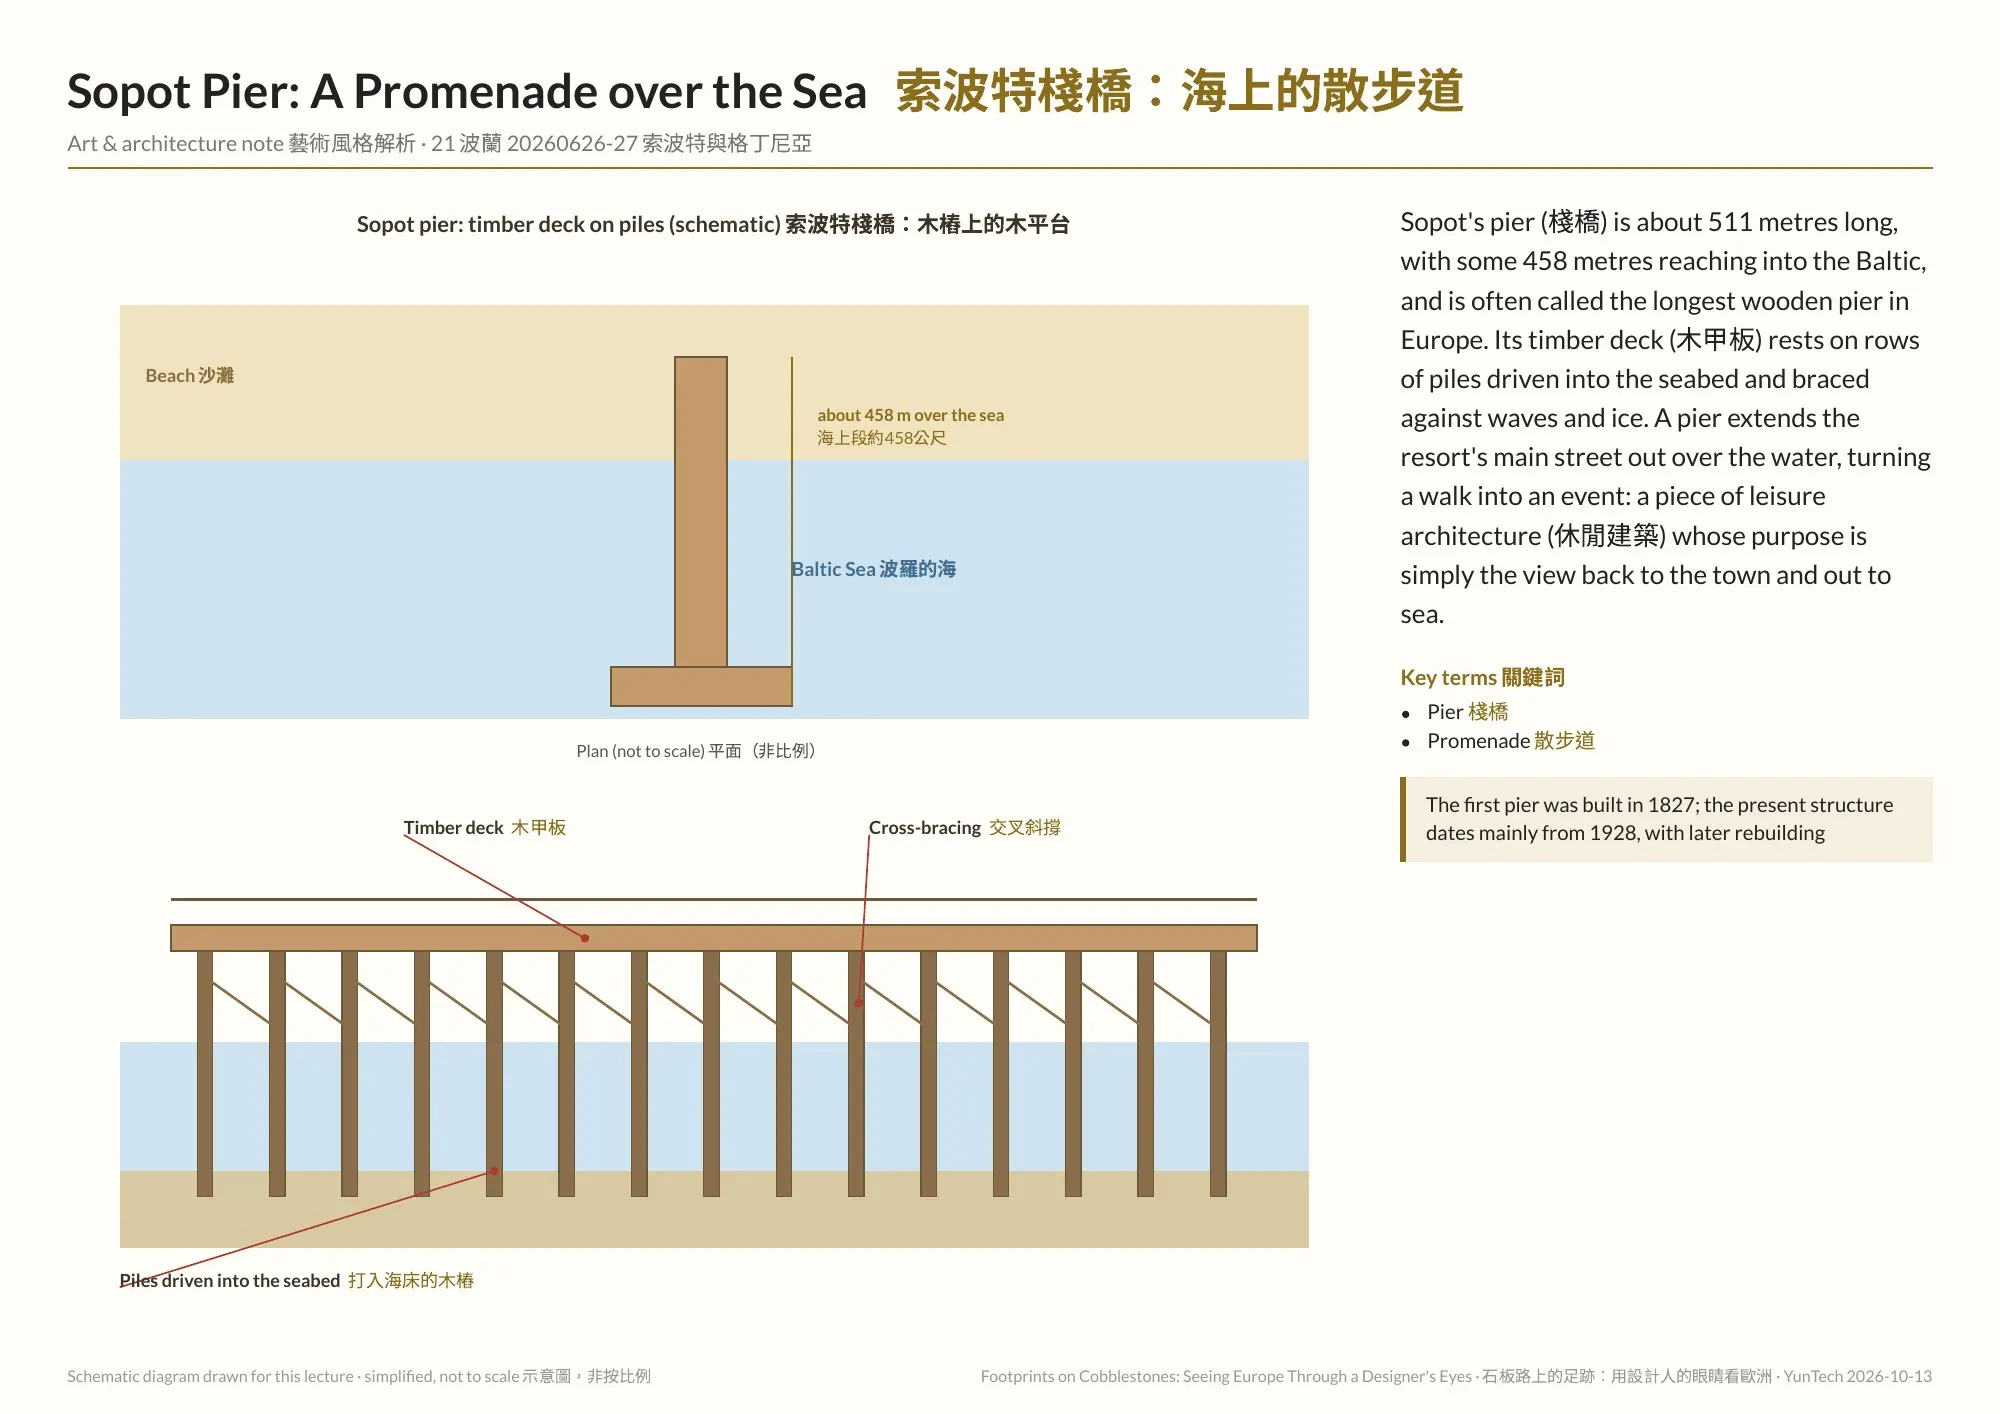 Sopot Pier: A Promenade over the Sea 索波特棧橋：海上的散步道
Art & architecture note 藝術風格解析 · 21 波蘭 20260626-27 索波特與格丁尼亞
Sopot pier: timber deck on piles (schematic) 索波特棧橋：木樁上的木平台
Beach 沙灘
about 458 m over the sea
海上段約458公尺
Baltic Sea 波羅的海
Plan (not to scale) 平面（非比例）
Timber deck 木甲板
Cross-bracing 交叉斜撐
Piles driven into the seabed 打入海床的木樁
Sopot's pier (棧橋) is about 511 metres long,
with some 458 metres reaching into the Baltic,
and is often called the longest wooden pier in
Europe. Its timber deck (木甲板) rests on rows
of piles driven into the seabed and braced
against waves and ice. A pier extends the
resort's main street out over the water, turning
a walk into an event: a piece of leisure
architecture (休閒建築) whose purpose is
simply the view back to the town and out to
sea.
Key terms 關鍵詞
• Pier 棧橋
• Promenade 散步道
The first pier was built in 1827; the present structure
dates mainly from 1928, with later rebuilding
Schematic diagram drawn for this lecture · simplified, not to scale 示意圖，非按比例
Footprints on Cobblestones: Seeing Europe Through a Designer's Eyes · 石板路上的足跡：用設計人的眼睛看歐洲 · YunTech 2026-10-13